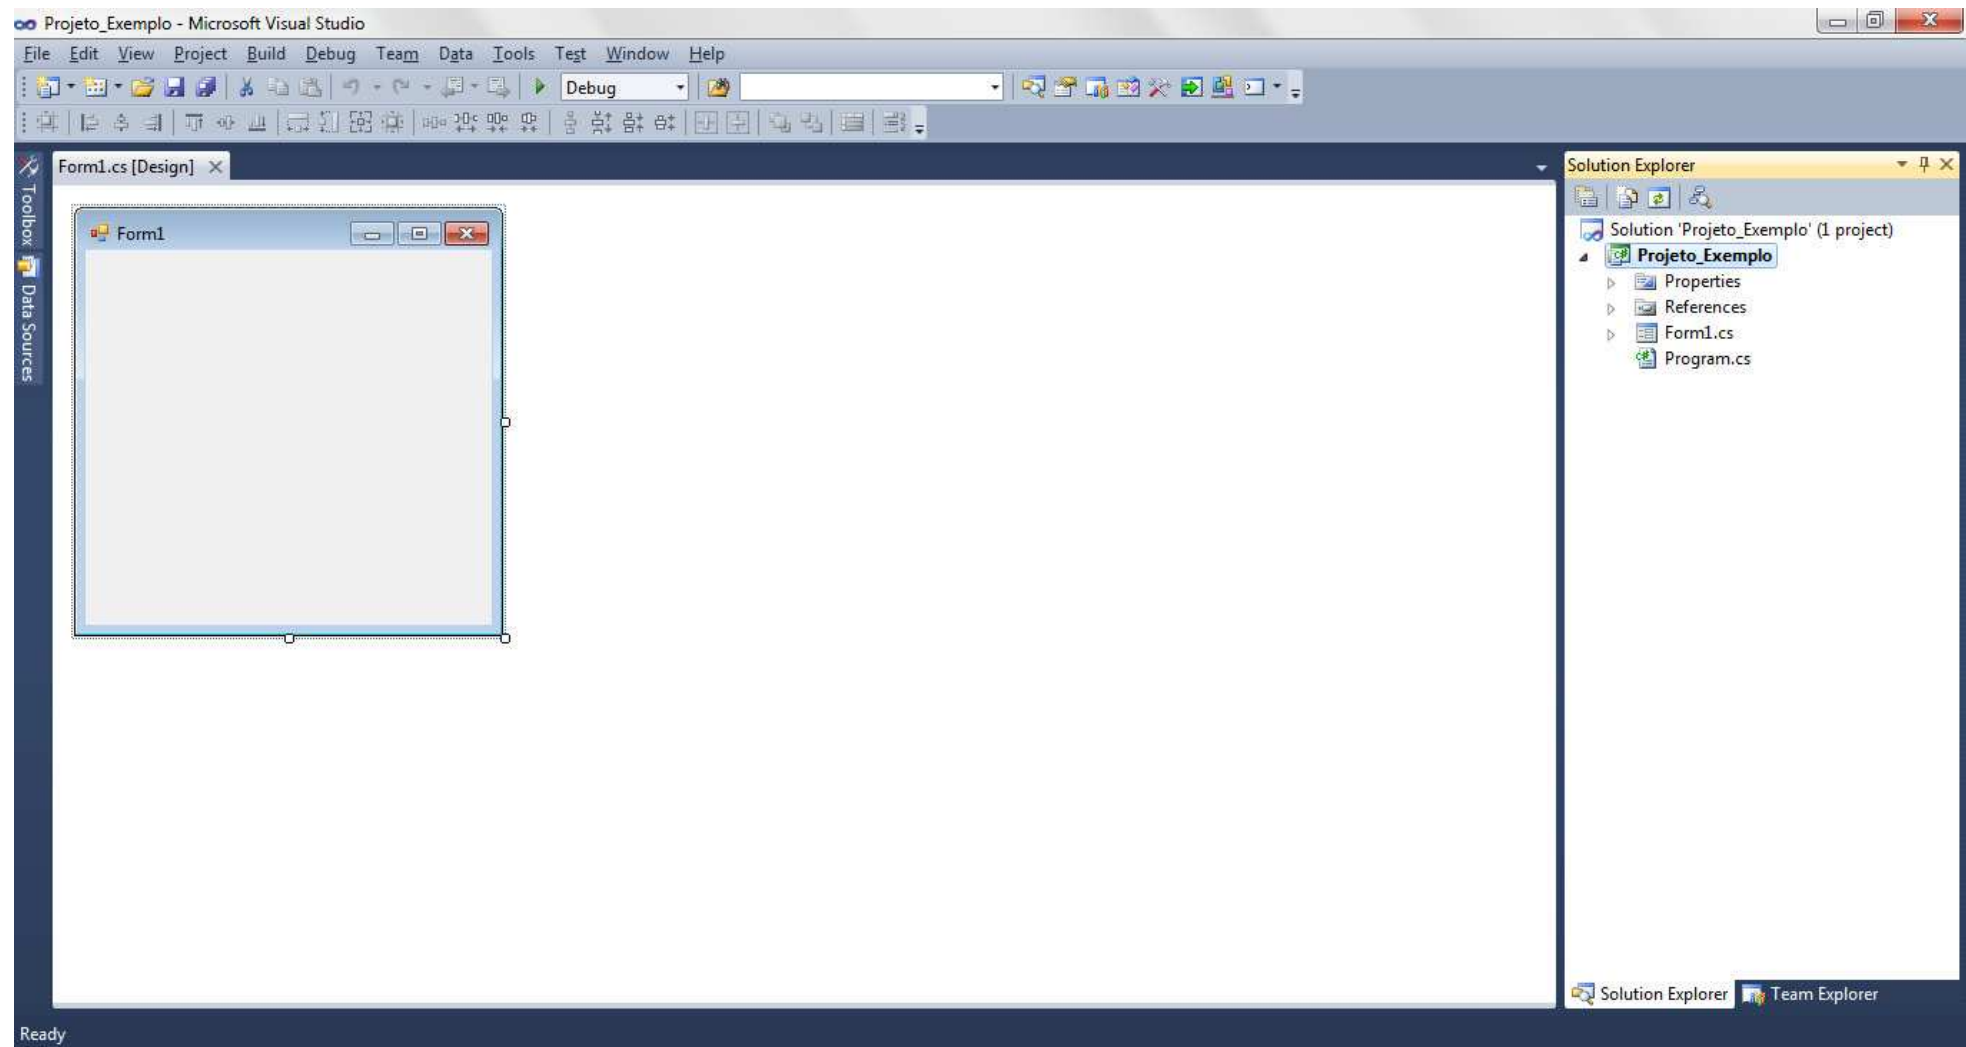 Projeto_Exemplo - Microsoft Visual Studio
File Edit View Project Build Debug Team Data Tools Test Window Help
Debug
Toolbox
Data Sources
Form1.cs [Design]
Form1
Solution Explorer
Solution 'Projeto_Exemplo' (1 project)
Projeto_Exemplo
Properties
References
Form1.cs
Program.cs
Solution Explorer Team Explorer
Ready